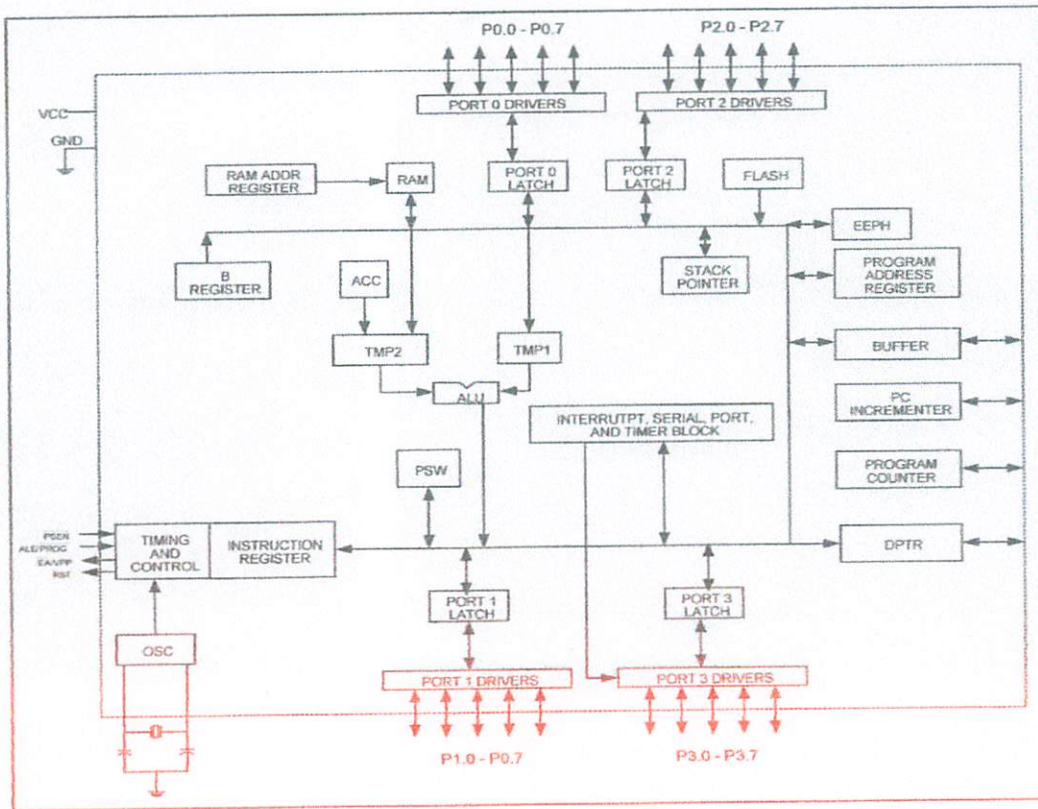 P0.0 - P0.7
P2.0 - P2.7
VCC
GND
PORT 0 DRIVERS
PORT 2 DRIVERS
RAM ADDR
REGISTER
RAM
PORT 0
LATCH
PORT 2
LATCH
FLASH
EEPH
B
REGISTER
ACC
STACK
POINTER
PROGRAM
ADDRESS
REGISTER
TMP2
TMP1
BUFFER
ALU
INTERRUTPT, SERIAL, PORT,
AND TIMER BLOCK
PC
INCREMENTER
PSW
PROGRAM
COUNTER
PSEN
ALE/PROG
EA/VPP
RST
TIMING
AND
CONTROL
INSTRUCTION
REGISTER
DPTR
PORT 1
LATCH
PORT 3
LATCH
OSC
PORT 1 DRIVERS
PORT 3 DRIVERS
P1.0 - P0.7
P3.0 - P3.7